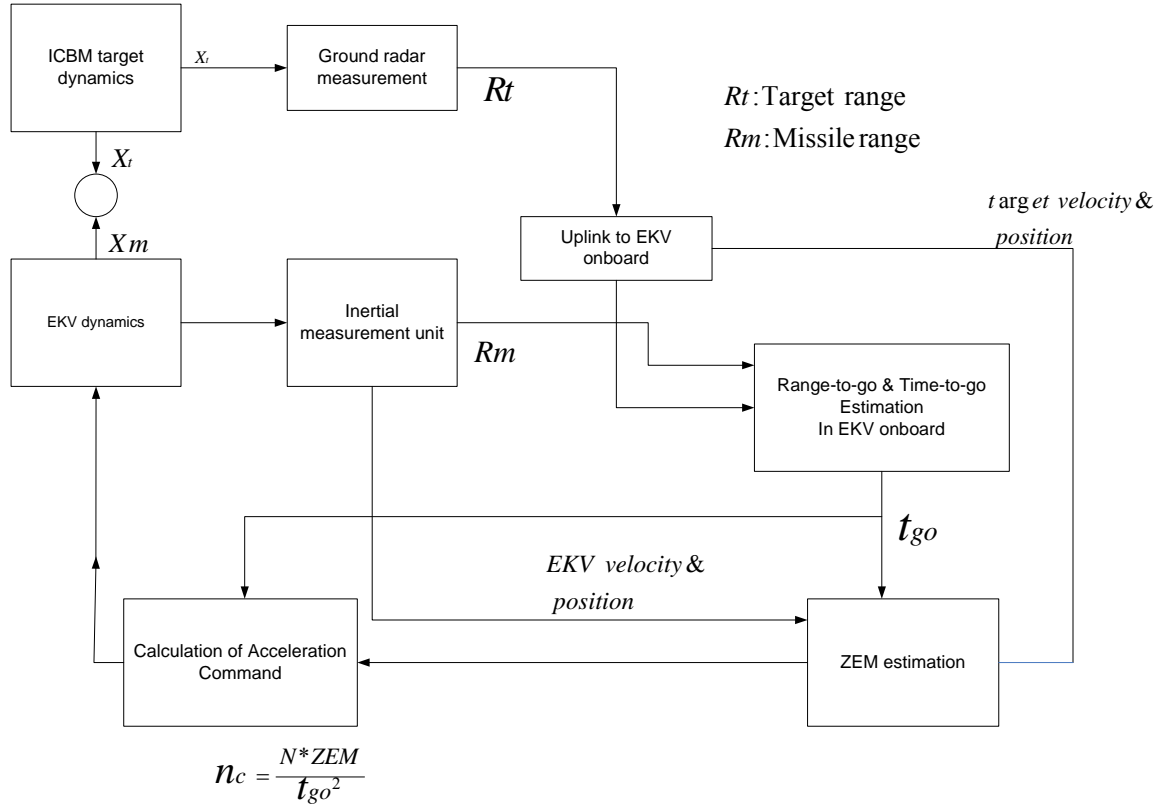 ICBM target
dynamics
Xt
Ground radar
measurement
Rt
Rt:Target range
Rm:Missile range
Xt
Xm
Uplink to EKV
onboard
t arg et velocity&
position
EKV dynamics
Inertial
measurement unit
Rm
Range-to-go & Time-to-go
Estimation
In EKV onboard
tgo
EKV velocity&
position
Calculation of Acceleration
Command
ZEM estimation
nc = N*ZEM / tgo²